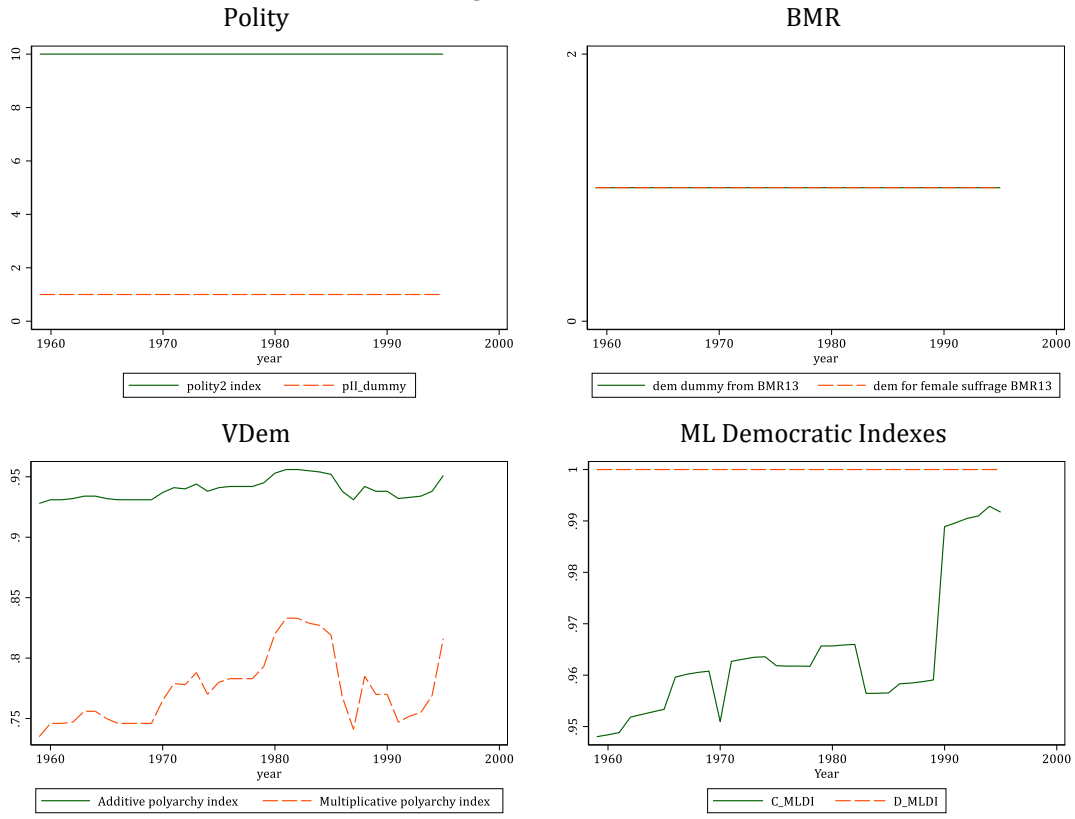 Polity
BMR
10
8
6
4
2
0
1960 1970 1980 1990 2000
year
polity2 index pII_dummy
2
0
1960 1970 1980 1990 2000
year
dem dummy from BMR13 dem for female suffrage BMR13
VDem
ML Democratic Indexes
.95
.9
.85
.8
.75
1960 1970 1980 1990 2000
year
Additive polyarchy index Multiplicative polyarchy index
1
.99
.98
.97
.96
.95
1960 1970 1980 1990 2000
Year
C_MLDI D_MLDI